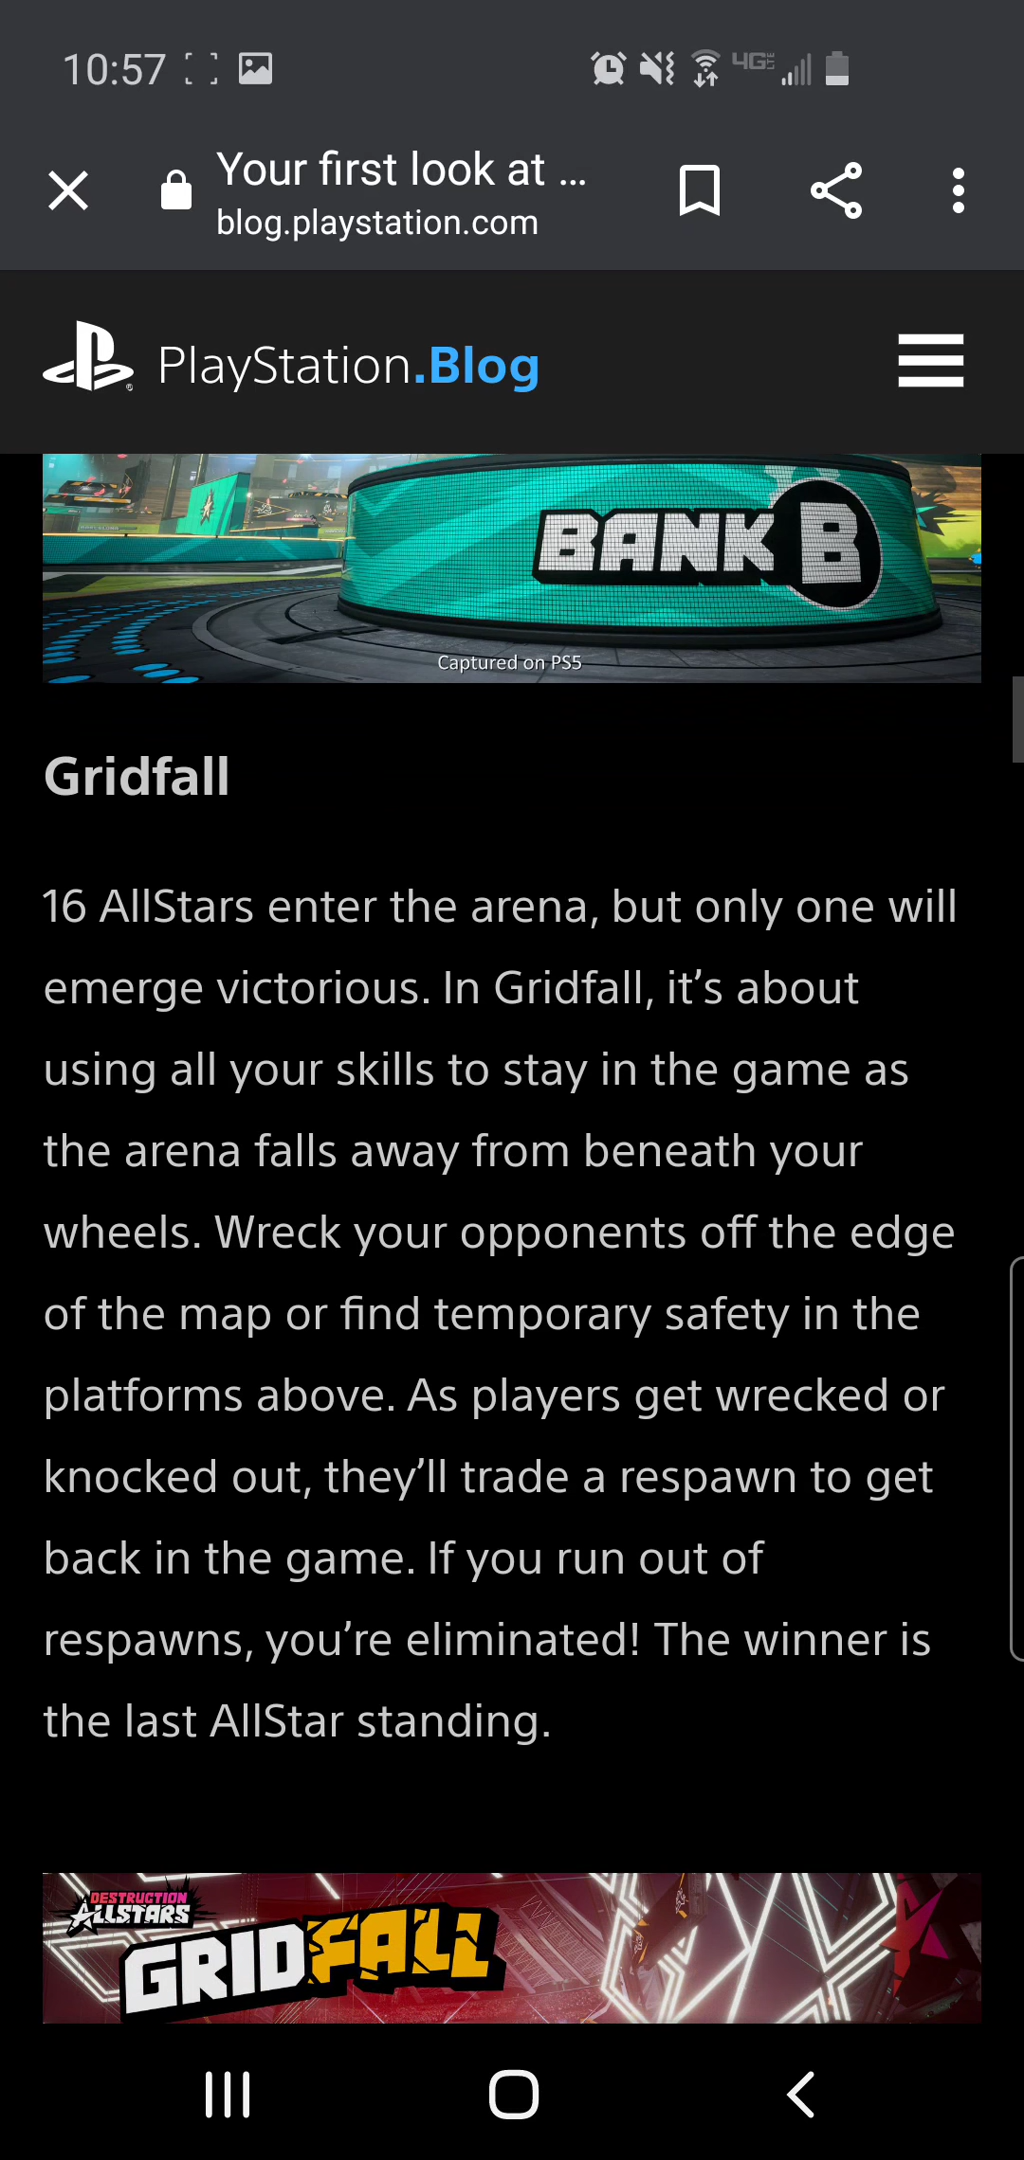 10:57
4G
Your first look at ...
blog.playstation.com
PlayStation.Blog
BANK B
Captured on PS5
Gridfall
16 AllStars enter the arena, but only one will
emerge victorious. In Gridfall, it’s about
using all your skills to stay in the game as
the arena falls away from beneath your
wheels. Wreck your opponents off the edge
of the map or find temporary safety in the
platforms above. As players get wrecked or
knocked out, they’ll trade a respawn to get
back in the game. If you run out of
respawns, you’re eliminated! The winner is
the last AllStar standing.
DESTRUCTION
ALLSTARS
GRIDFALL